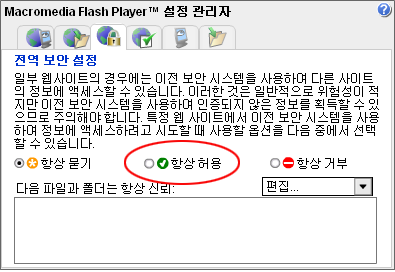 Macromedia Flash Player™ 설정 관리자
전역 보안 설정
일부 웹사이트의 경우에는 이전 보안 시스템을 사용하여 다른 사이트
의 정보에 액세스할 수 있습니다. 이러한 것은 일반적으로 위험성이 적
지만 이전 보안 시스템을 사용하여 인증되지 않은 정보를 획득할 수 있
으므로 주의해야 합니다. 특정 웹 사이트에서 이전 보안 시스템을 사용
하여 정보에 액세스하려고 시도할 때 사용할 옵션을 다음 중에서 선택
할 수 있습니다.
항상 묻기 항상 허용 항상 거부
다음 파일과 폴더는 항상 신뢰: 편집...